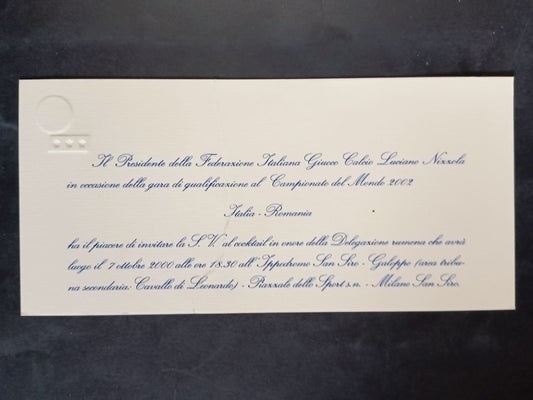 Il Presidente della Federazione Italiana Giuoco Calcio Luciano Nizzola
in occasione della gara di qualificazione al Campionato del Mondo 2002
Italia - Romania
ha il piacere di invitare la S.V. al cocktail in onore della Delegazione rumena che avrà
luogo il 7 ottobre 2000 alle ore 18.30 all'Ippodromo San Siro - Galoppo (area tribu-
na secondaria: Cavallo di Leonardo) - Piazzale dello Sport s.n. - Milano San Siro.